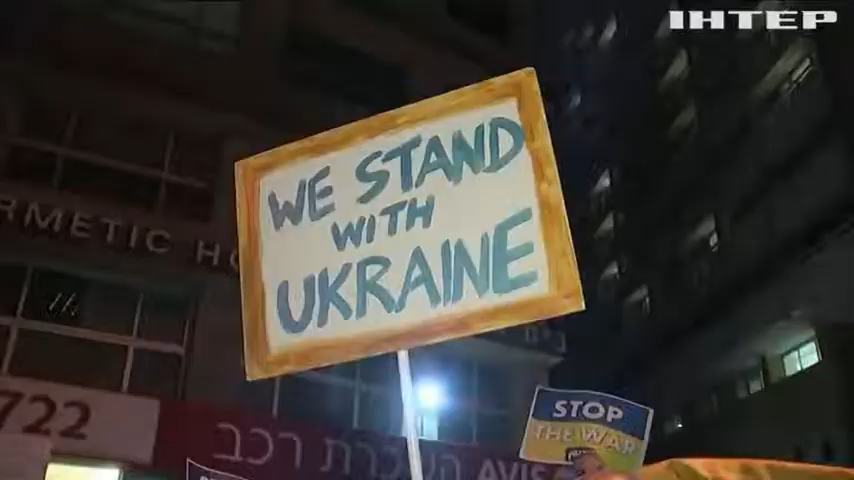 ІНТЕР
RMETIC HO
WE STAND
WITH
UKRAINE
722
השכרת רכב
AVIS
STOP
THE WAR